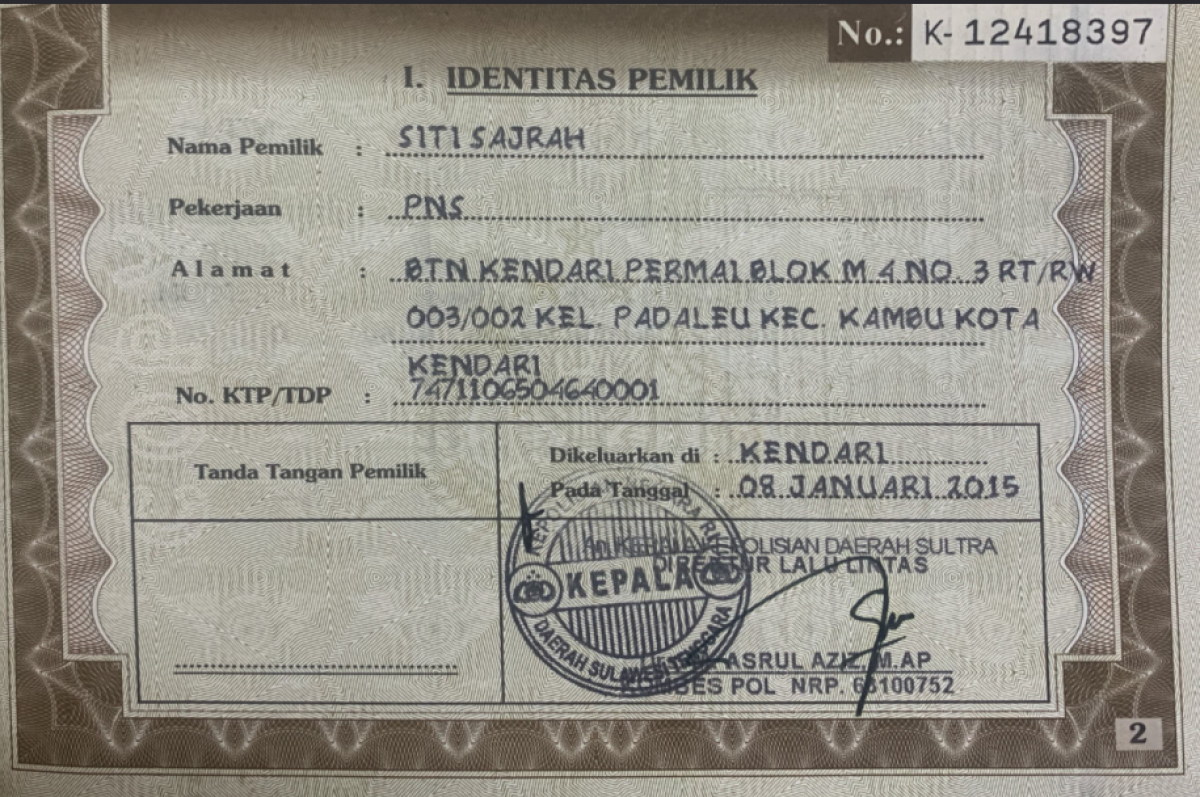 No.: K- 12418397
I. IDENTITAS PEMILIK
Nama Pemilik : SITI SAJRAH
Pekerjaan : PNS
Alamat : BTN KENDARI PERMAI BLOK M 4 NO. 3 RT/RW
003/002 KEL. PADALEU KEC. KAMBU KOTA
KENDARI
No. KTP/TDP : 7471106504640001
Tanda Tangan Pemilik
Dikeluarkan di : KENDARI
Pada Tanggal : 08 JANUARI 2015
An. KEPALA KEPOLISIAN DAERAH SULTRA
DIREKTUR LALU LINTAS
KEPALA
DAERAH SULAWESI TENGGARA
ASRUL AZIZ, M.AP
KOMBES POL NRP. 63100752
2